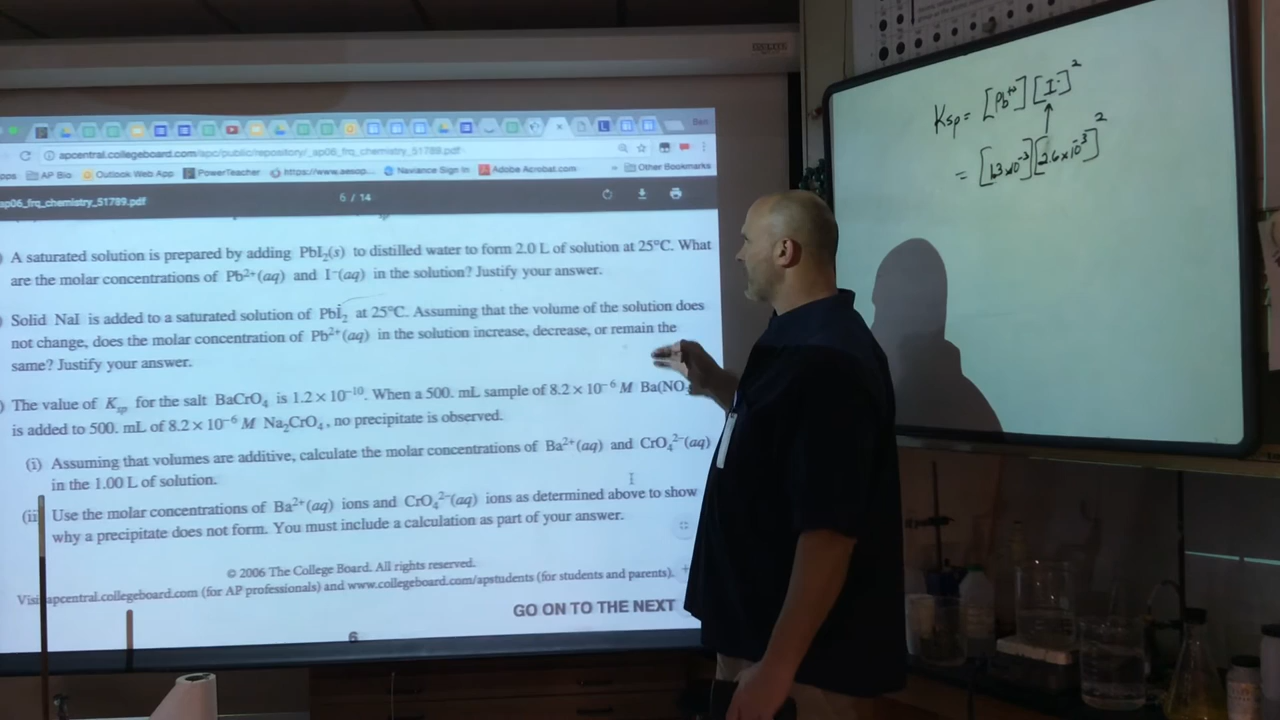 BRELFE
Ben
apcentral.collegeboard.com/apc/public/repository/_ap06_frq_chemistry_51789.pdf
AP Bio Outlook Web App PowerTeacher https://www.aesop... Naviance Sign In Adobe Acrobat.com » Other Bookmarks
ap06_frq_chemistry_51789.pdf 6 / 14
A saturated solution is prepared by adding PbI₂(s) to distilled water to form 2.0 L of solution at 25°C. What
are the molar concentrations of Pb²⁺(aq) and I⁻(aq) in the solution? Justify your answer.
Solid NaI is added to a saturated solution of PbI₂ at 25°C. Assuming that the volume of the solution does
not change, does the molar concentration of Pb²⁺(aq) in the solution increase, decrease, or remain the
same? Justify your answer.
) The value of Kₛₚ for the salt BaCrO₄ is 1.2 × 10⁻¹⁰. When a 500. mL sample of 8.2 × 10⁻⁶ M Ba(NO
is added to 500. mL of 8.2 × 10⁻⁶ M Na₂CrO₄, no precipitate is observed.
(i) Assuming that volumes are additive, calculate the molar concentrations of Ba²⁺(aq) and CrO₄²⁻(aq)
in the 1.00 L of solution.
(ii Use the molar concentrations of Ba²⁺(aq) ions and CrO₄²⁻(aq) ions as determined above to show
why a precipitate does not form. You must include a calculation as part of your answer.
© 2006 The College Board. All rights reserved.
Visi apcentral.collegeboard.com (for AP professionals) and www.collegeboard.com/apstudents (for students and parents).
GO ON TO THE NEXT
6
Ksp = [Pb⁺²] [I⁻]²
= [1.3×10⁻³][2.6×10⁻³]²